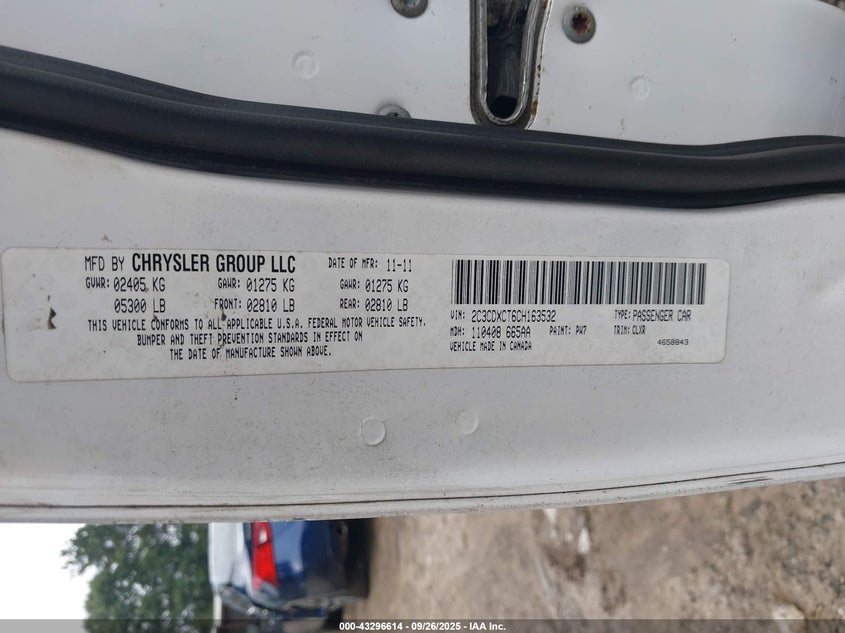 MFD BY CHRYSLER GROUP LLC DATE OF MFR: 11-11
GVWR: 02405 KG GAWR: 01275 KG GAWR: 01275 KG
05300 LB FRONT: 02810 LB REAR: 02810 LB
THIS VEHICLE CONFORMS TO ALL APPLICABLE U.S.A. FEDERAL MOTOR VEHICLE SAFETY,
BUMPER AND THEFT PREVENTION STANDARDS IN EFFECT ON
THE DATE OF MANUFACTURE SHOWN ABOVE.
VIN: 2C3CDXCT6CH163532 TYPE: PASSENGER CAR
MDH: 110408 665AA PAINT: PW7 TRIM: CLXR
VEHICLE MADE IN CANADA 4658843
000-43296614 - 09/26/2025 - IAA Inc.